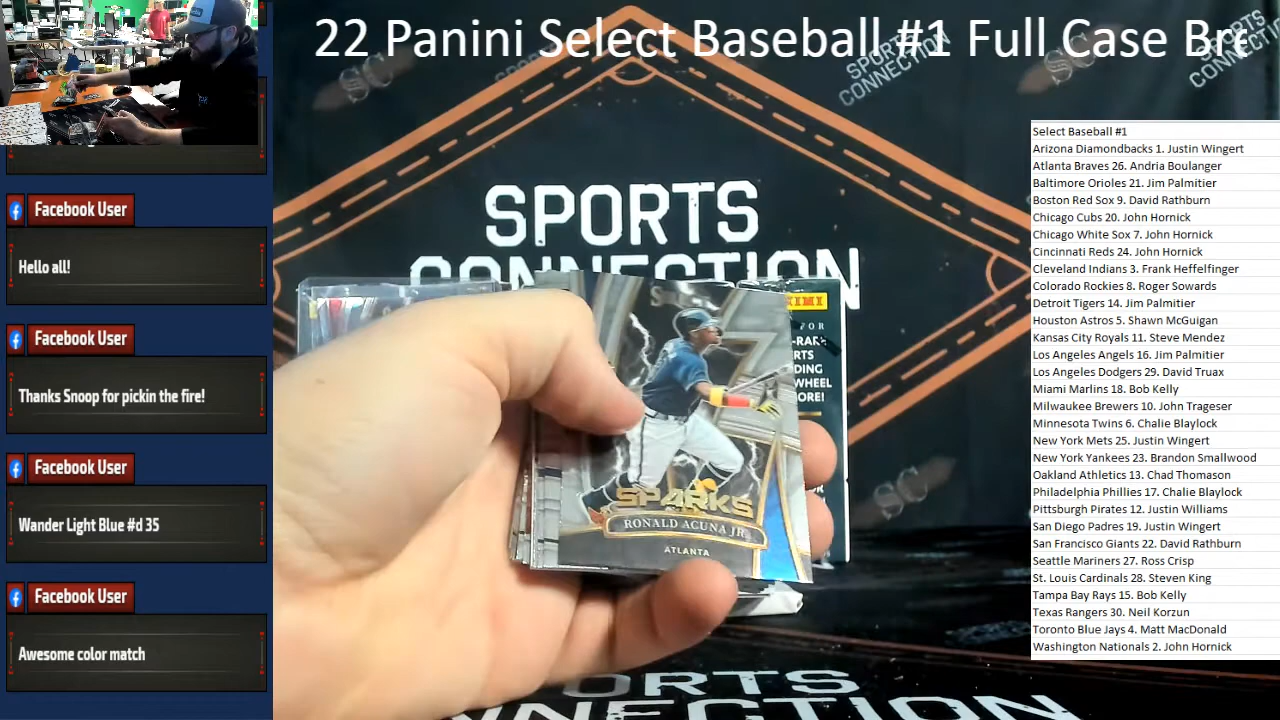 22 Panini Select Baseball #1 Full Case Bre
SPORTS
CONNECTION
SPORTS
CONNECTION
SPORTS
CONNECTION
SC
SC
SC
Facebook User
Hello all!
Facebook User
Thanks Snoop for pickin the fire!
Facebook User
Wander Light Blue #d 35
Facebook User
Awesome color match
SPARKS
RONALD ACUNA JR.
ATLANTA
FOR
Select Baseball #1
Arizona Diamondbacks 1. Justin Wingert
Atlanta Braves 26. Andria Boulanger
Baltimore Orioles 21. Jim Palmitier
Boston Red Sox 9. David Rathburn
Chicago Cubs 20. John Hornick
Chicago White Sox 7. John Hornick
Cincinnati Reds 24. John Hornick
Cleveland Indians 3. Frank Heffelfinger
Colorado Rockies 8. Roger Sowards
Detroit Tigers 14. Jim Palmitier
Houston Astros 5. Shawn McGuigan
Kansas City Royals 11. Steve Mendez
Los Angeles Angels 16. Jim Palmitier
Los Angeles Dodgers 29. David Truax
Miami Marlins 18. Bob Kelly
Milwaukee Brewers 10. John Trageser
Minnesota Twins 6. Chalie Blaylock
New York Mets 25. Justin Wingert
New York Yankees 23. Brandon Smallwood
Oakland Athletics 13. Chad Thomason
Philadelphia Phillies 17. Chalie Blaylock
Pittsburgh Pirates 12. Justin Williams
San Diego Padres 19. Justin Wingert
San Francisco Giants 22. David Rathburn
Seattle Mariners 27. Ross Crisp
St. Louis Cardinals 28. Steven King
Tampa Bay Rays 15. Bob Kelly
Texas Rangers 30. Neil Korzun
Toronto Blue Jays 4. Matt MacDonald
Washington Nationals 2. John Hornick